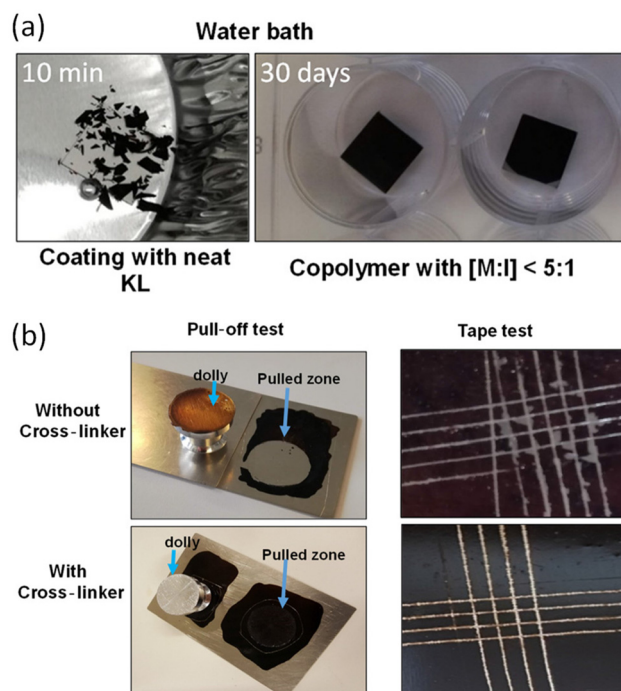 (a)
Water bath
10 min
30 days
Coating with neat
KL
Copolymer with [M:I] < 5:1
(b)
Pull-off test
Tape test
Without
Cross-linker
dolly
Pulled zone
With
Cross-linker
dolly
Pulled zone